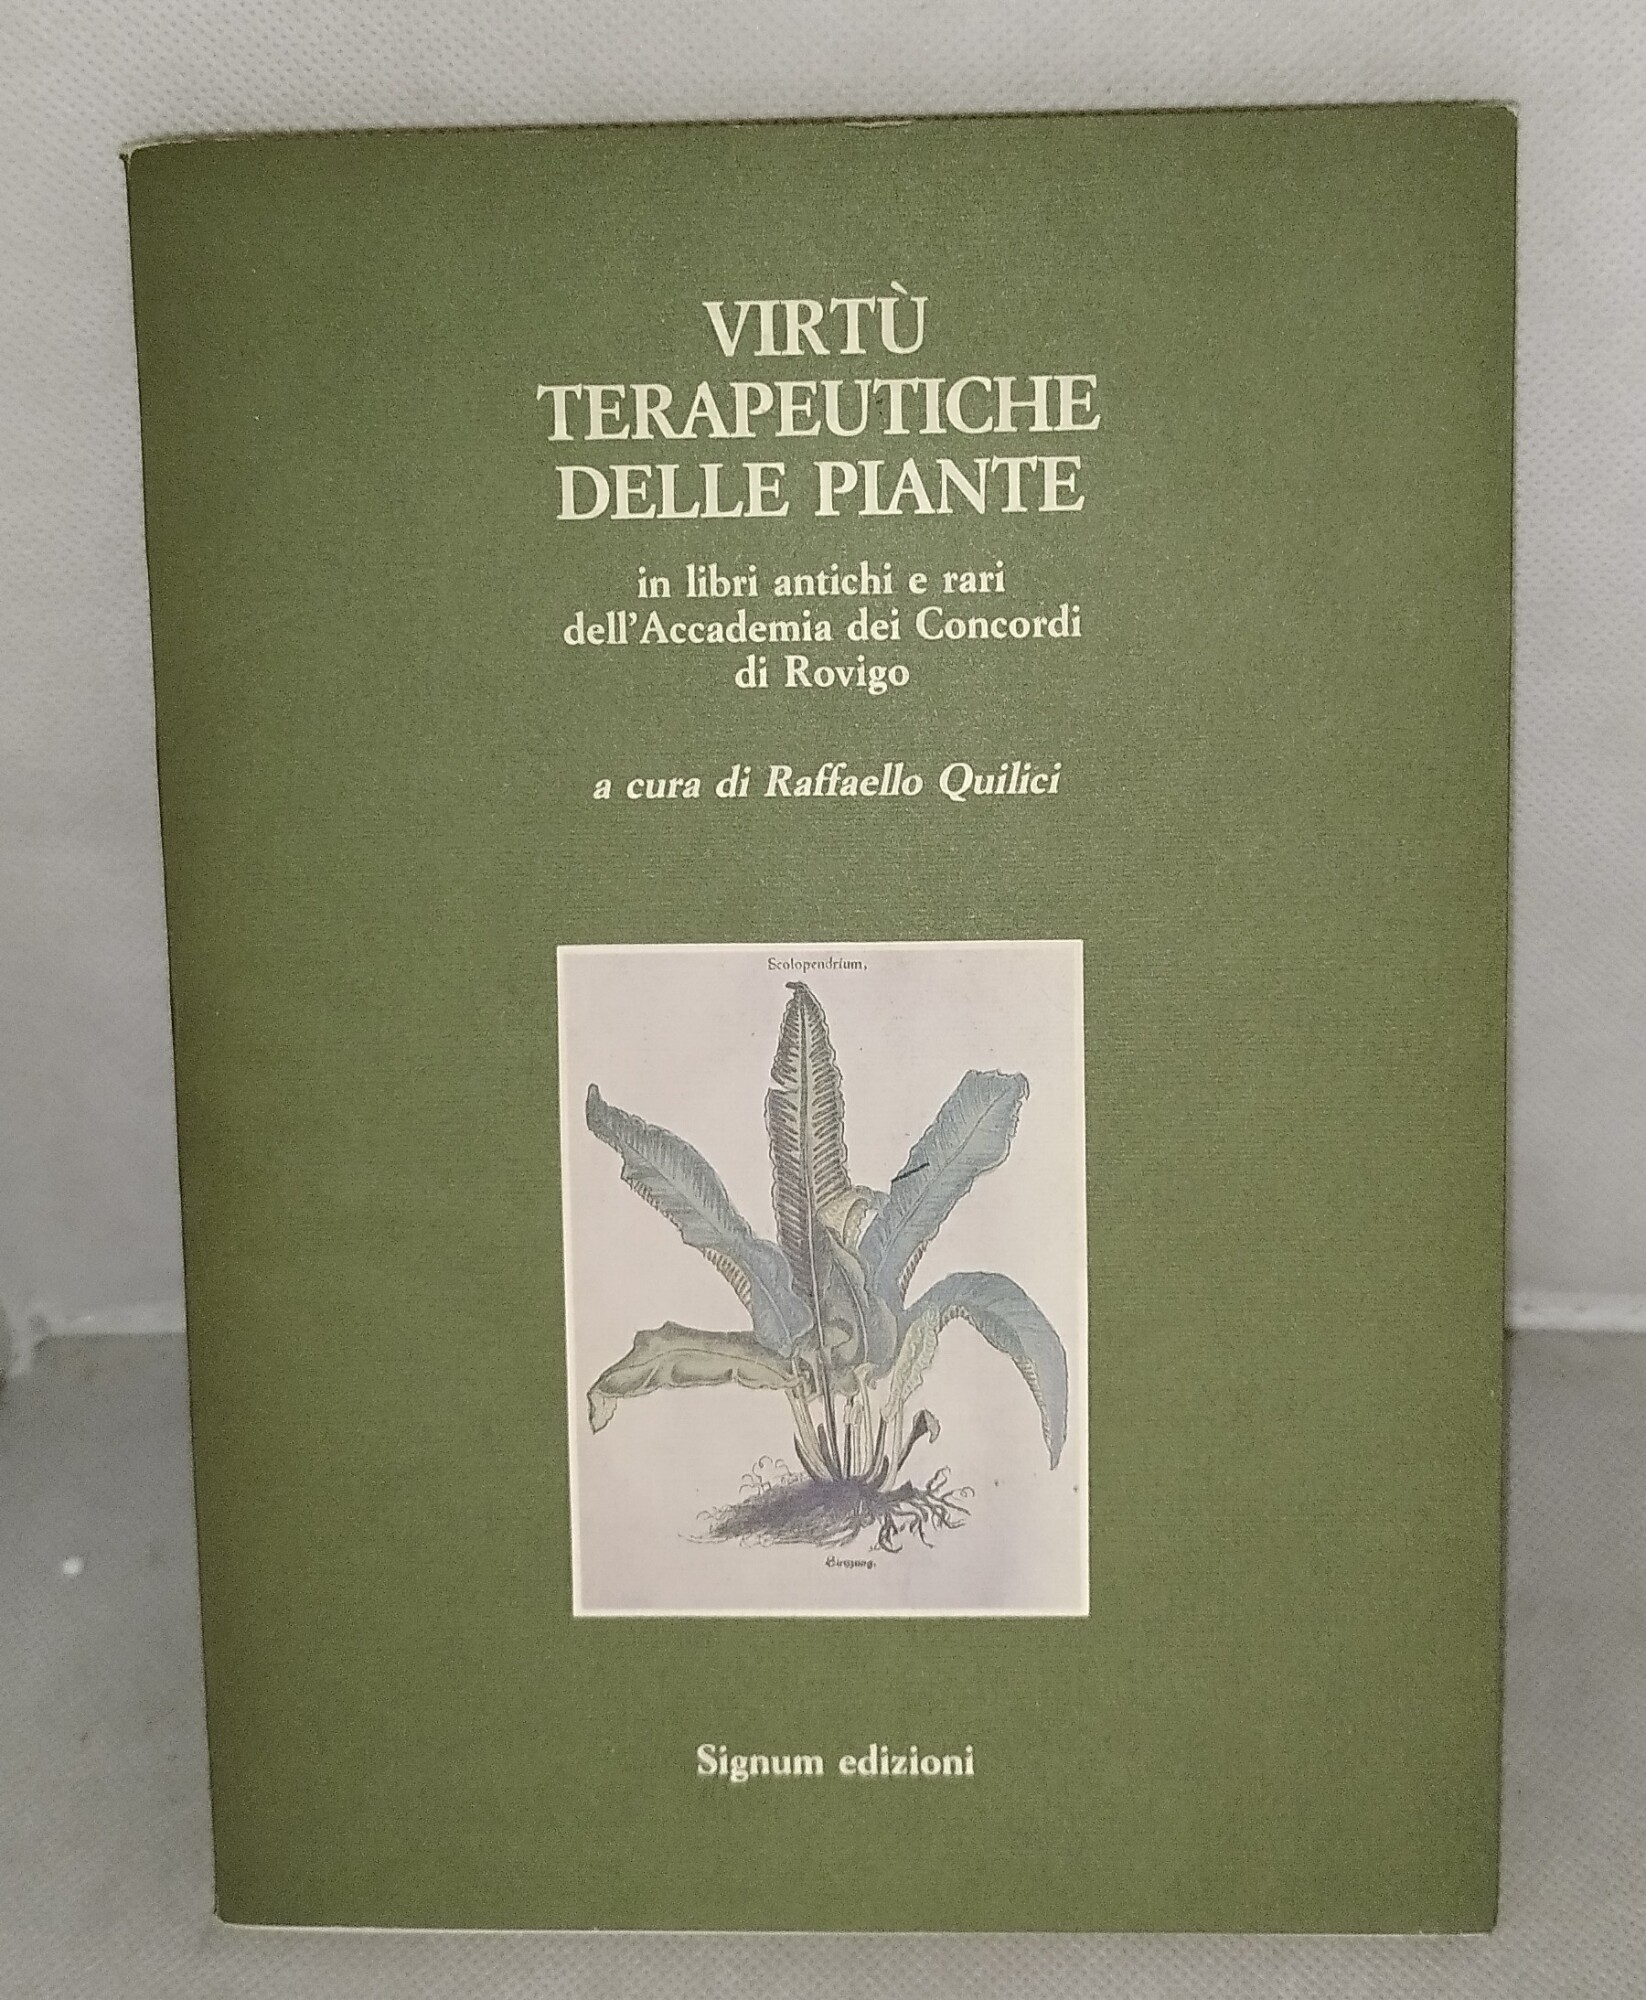 VIRTÙ
TERAPEUTICHE
DELLE PIANTE
in libri antichi e rari
dell'Accademia dei Concordi
di Rovigo
a cura di Raffaello Quilici
Scolopendrium,
Signum edizioni